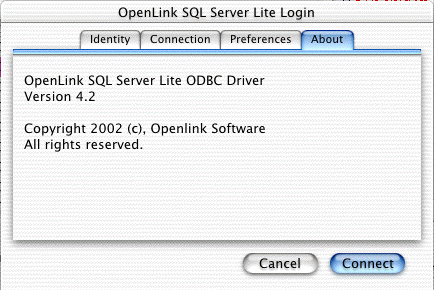 OpenLink SQL Server Lite Login
Identity Connection Preferences About
OpenLink SQL Server Lite ODBC Driver
Version 4.2
Copyright 2002 (c), Openlink Software
All rights reserved.
Cancel Connect